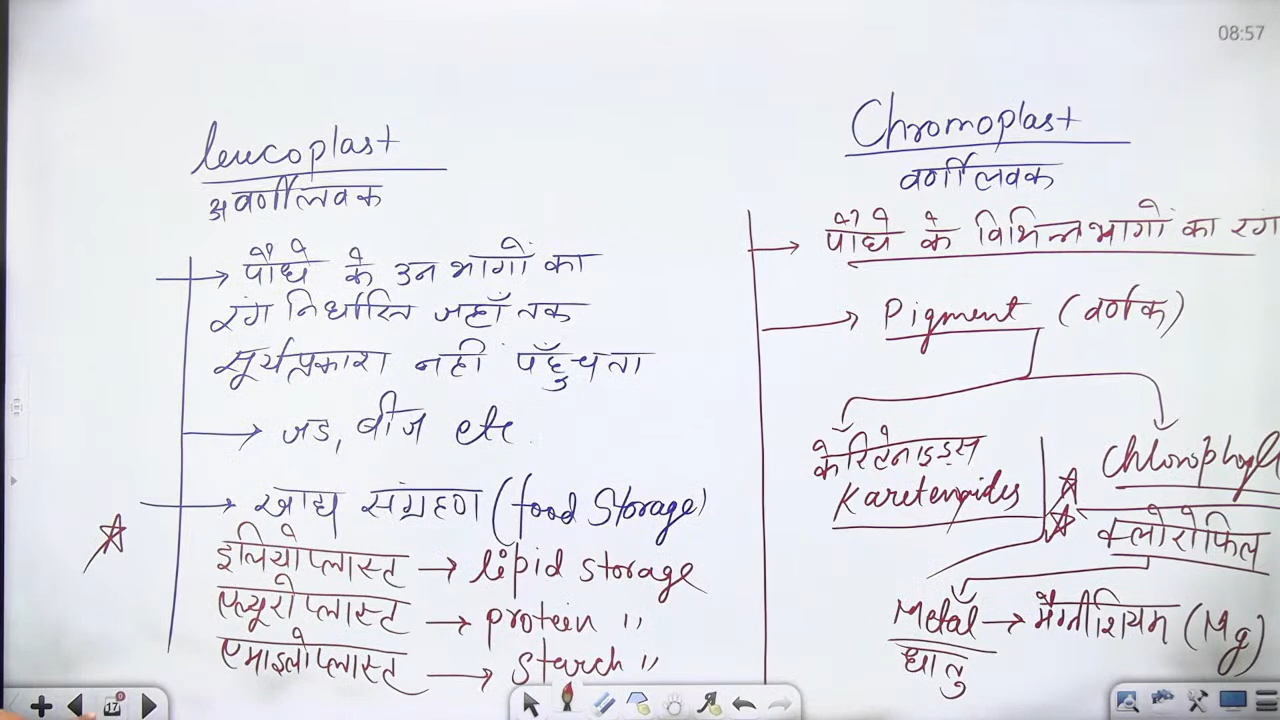 08:57
leucoplast
अवर्णीलवक
→ पौधे के उन भागों का
रंग निर्धारित जहाँ तक
सूर्यप्रकाश नहीं पहुँचता
→ जड, बीज etc
→ खाद्य संग्रहण (food Storage)
इलियोप्लास्ट → lipid storage
एल्यूरोप्लास्ट → protein "
एमाइलोप्लास्ट → starch "
Chromoplast
वर्णीलवक
→ पौधे के विभिन्न भागों का रंग
→ Pigment (वर्णक)
केरिटेनाइड्स
Karetenoides
Chlorophyll
क्लोरोफिल
Metal → मैग्नीशियम (Mg)
धातु
17